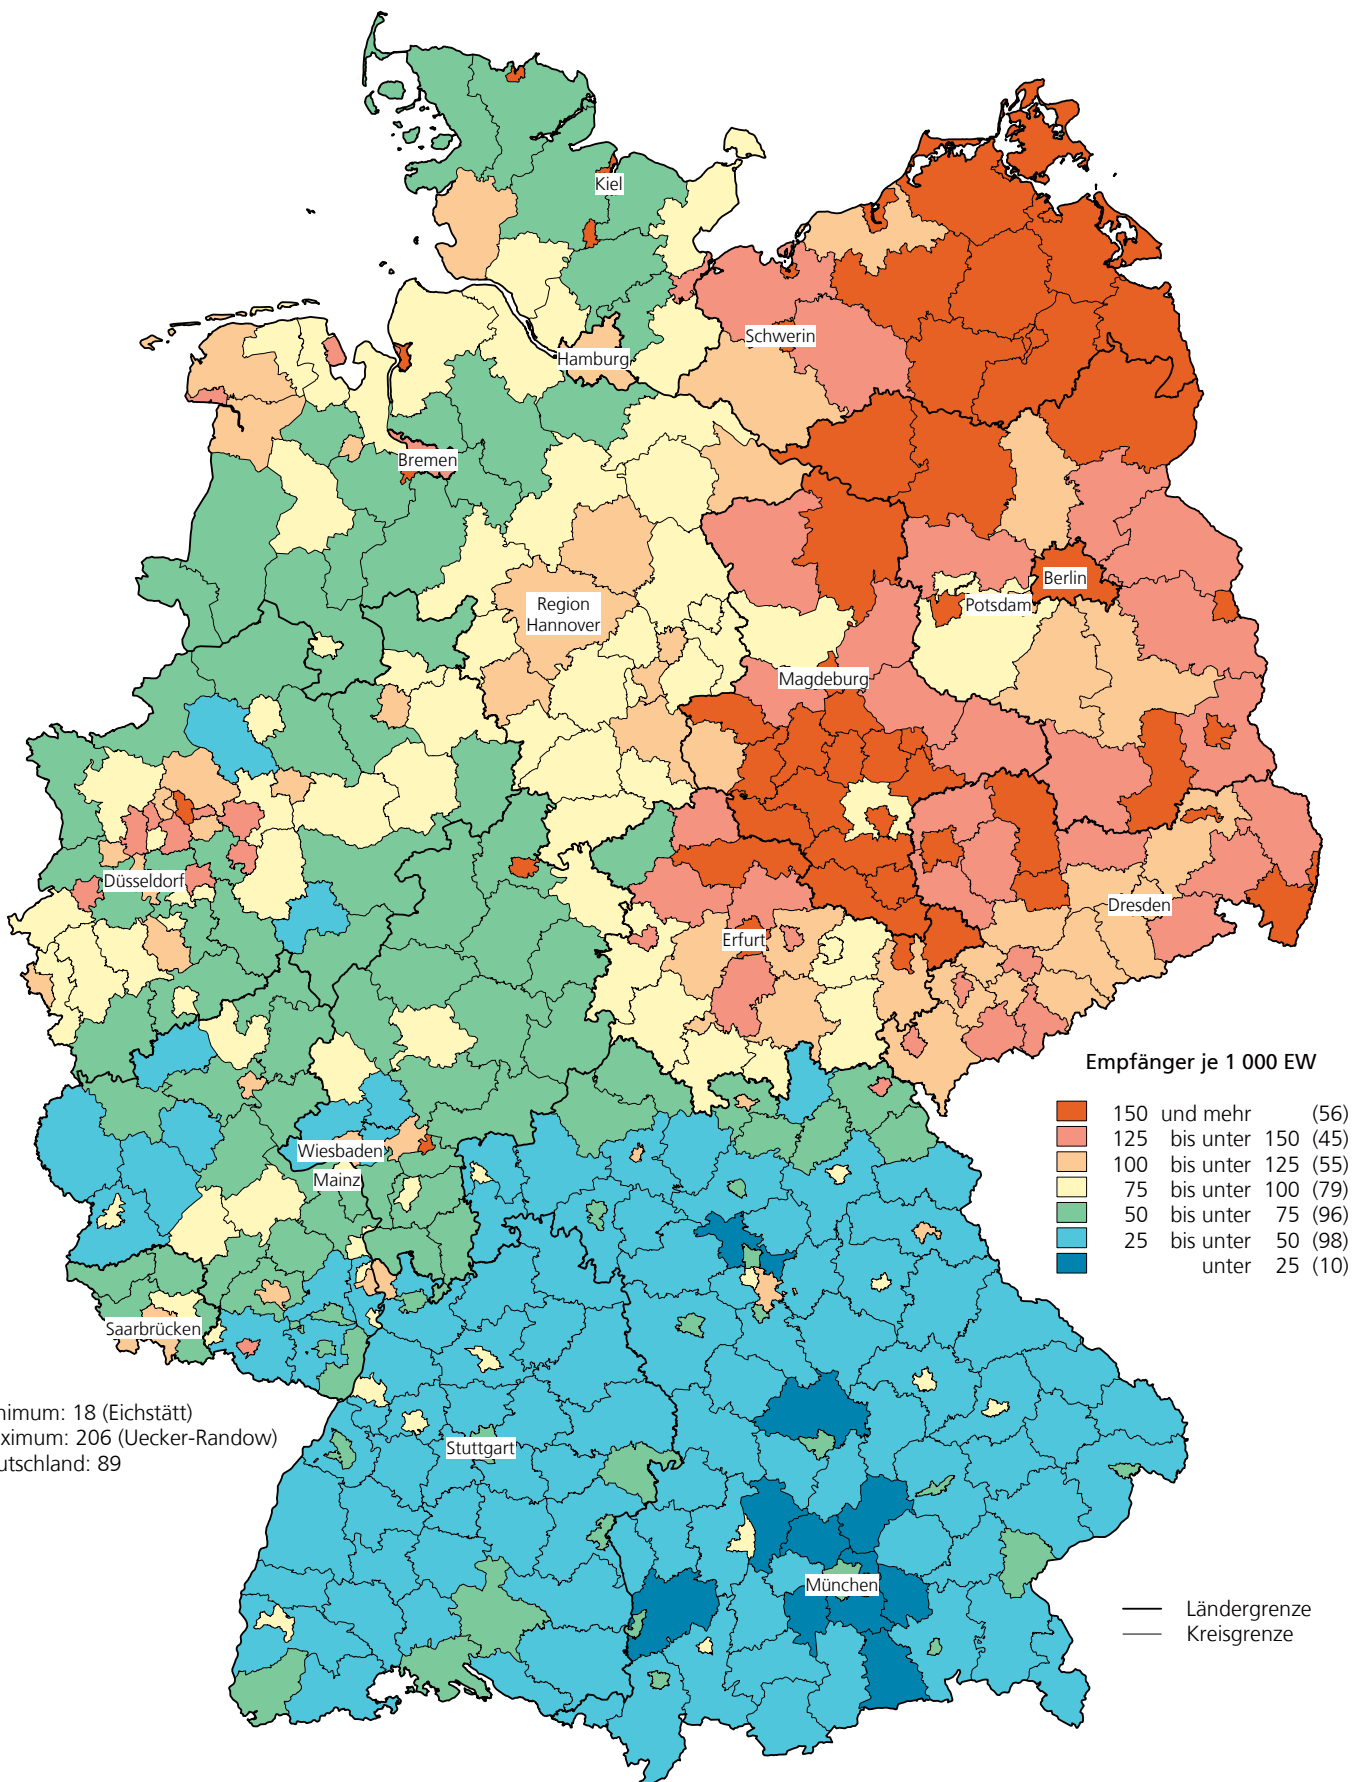 Kiel
Schwerin
Hamburg
Bremen
Berlin
Region
Hannover
Potsdam
Magdeburg
Düsseldorf
Dresden
Erfurt
Empfänger je 1 000 EW
150 und mehr (56)
125 bis unter 150 (45)
100 bis unter 125 (55)
75 bis unter 100 (79)
50 bis unter 75 (96)
25 bis unter 50 (98)
unter 25 (10)
Wiesbaden
Mainz
Saarbrücken
nimum: 18 (Eichstätt)
ximum: 206 (Uecker-Randow)
utschland: 89
Stuttgart
München
Ländergrenze
Kreisgrenze